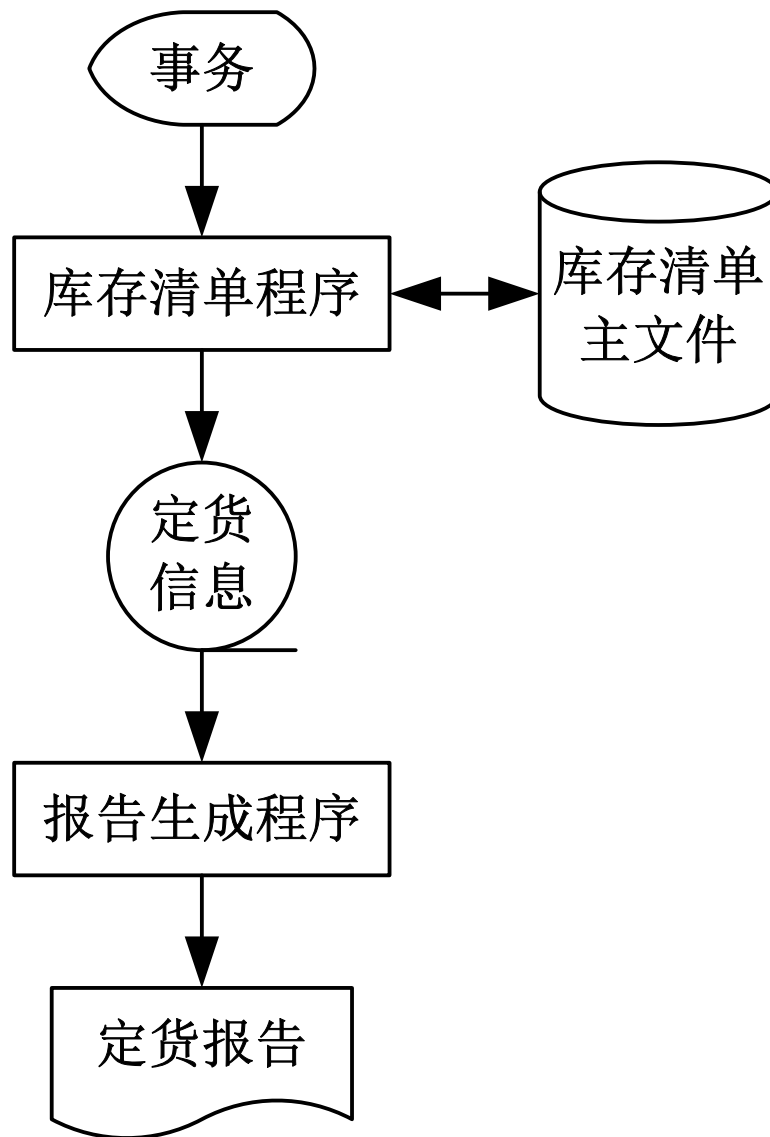 事务
库存清单程序
库存清单
主文件
定货
信息
报告生成程序
定货报告